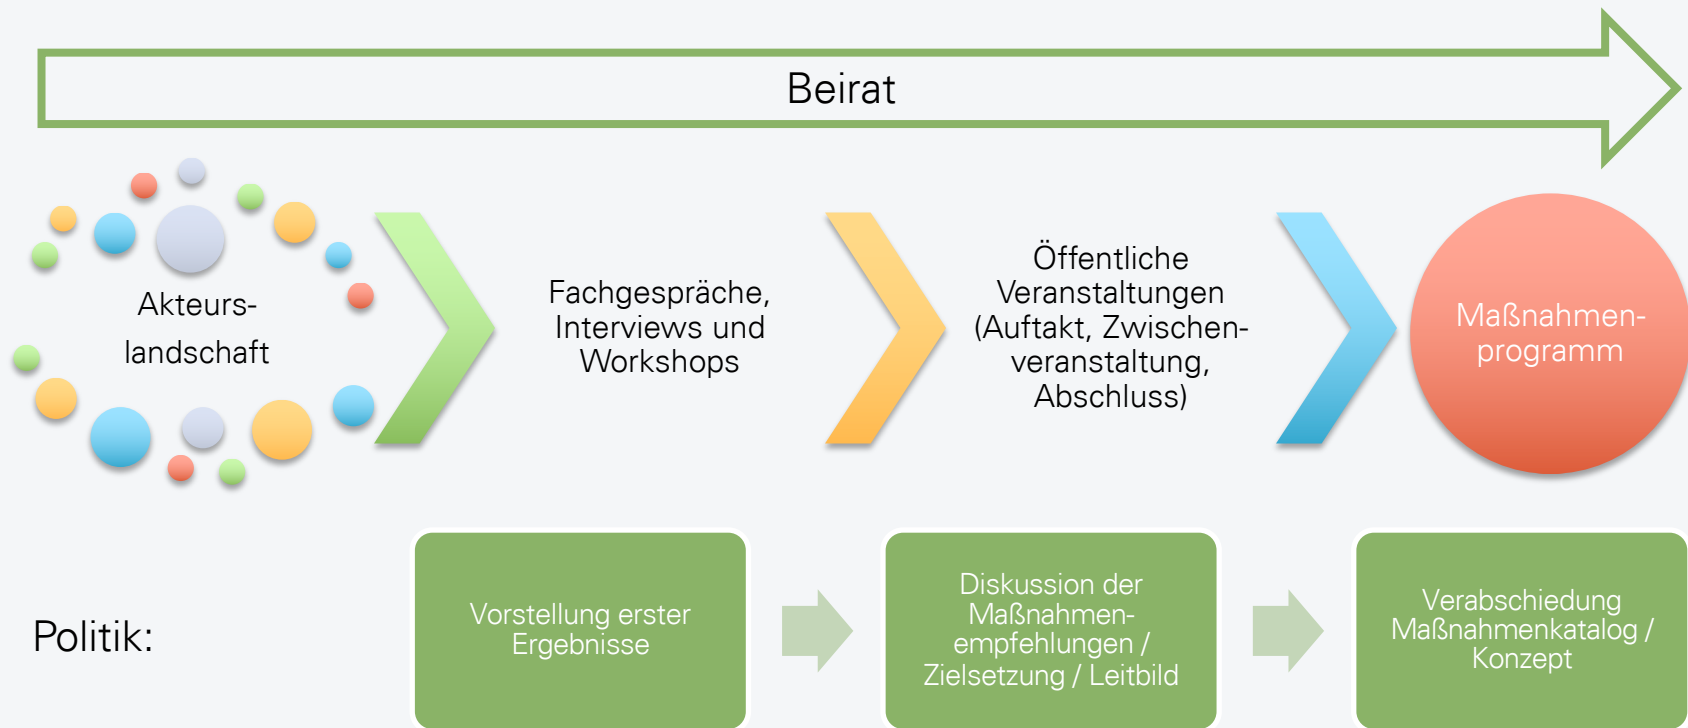 Beirat
Akteurs-
landschaft
Fachgespräche,
Interviews und
Workshops
Öffentliche
Veranstaltungen
(Auftakt, Zwischen-
veranstaltung,
Abschluss)
Maßnahmen-
programm
Politik:
Vorstellung erster
Ergebnisse
Diskussion der
Maßnahmen-
empfehlungen /
Zielsetzung / Leitbild
Verabschiedung
Maßnahmenkatalog /
Konzept